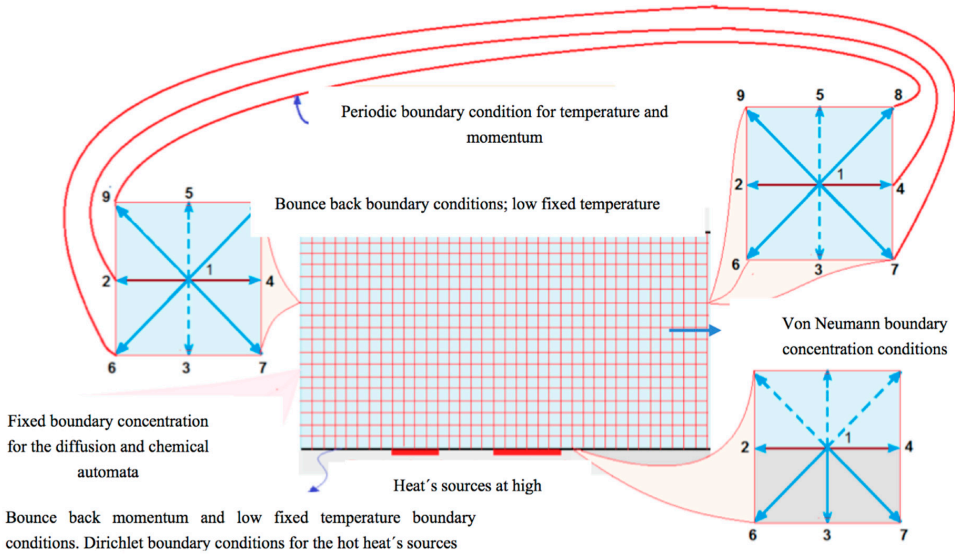 9
5
8
Periodic boundary condition for temperature and
momentum
1
2
4
9
5
Bounce back boundary conditions; low fixed temperature
6
3
7
1
2
4
Von Neumann boundary
concentration conditions
6
3
7
Fixed boundary concentration
for the diffusion and chemical
automata
1
2
4
Heat´s sources at high
Bounce back momentum and low fixed temperature boundary
conditions. Dirichlet boundary conditions for the hot heat´s sources
6
3
7